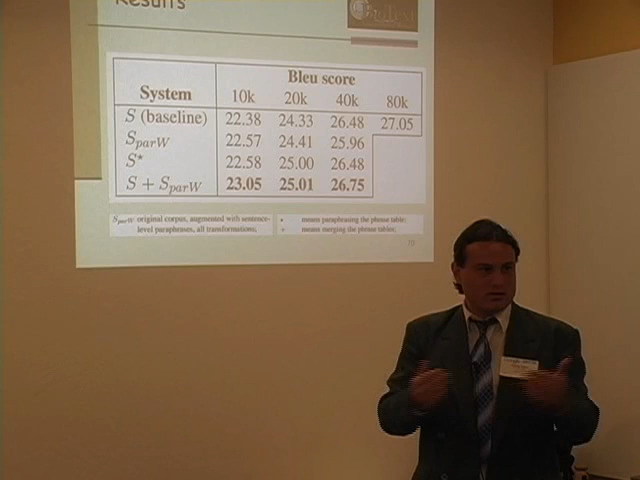 Results
BioText
Bleu score
System 10k 20k 40k 80k
S (baseline) 22.38 24.33 26.48 27.05
S_parW 22.57 24.41 25.96
S* 22.58 25.00 26.48
S + S_parW 23.05 25.01 26.75
S_parW original corpus, augmented with sentence-
level paraphrases, all transformations;
* means paraphrasing the phrase table;
+ means merging the phrase tables;
79